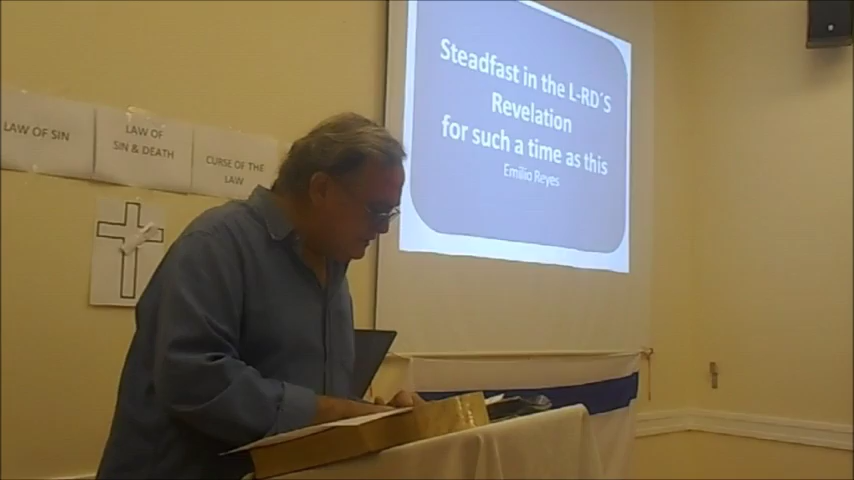 LAW OF SIN
LAW OF
SIN & DEATH
CURSE OF THE
LAW
Steadfast in the L-RD´S
Revelation
for such a time as this
Emilio Reyes